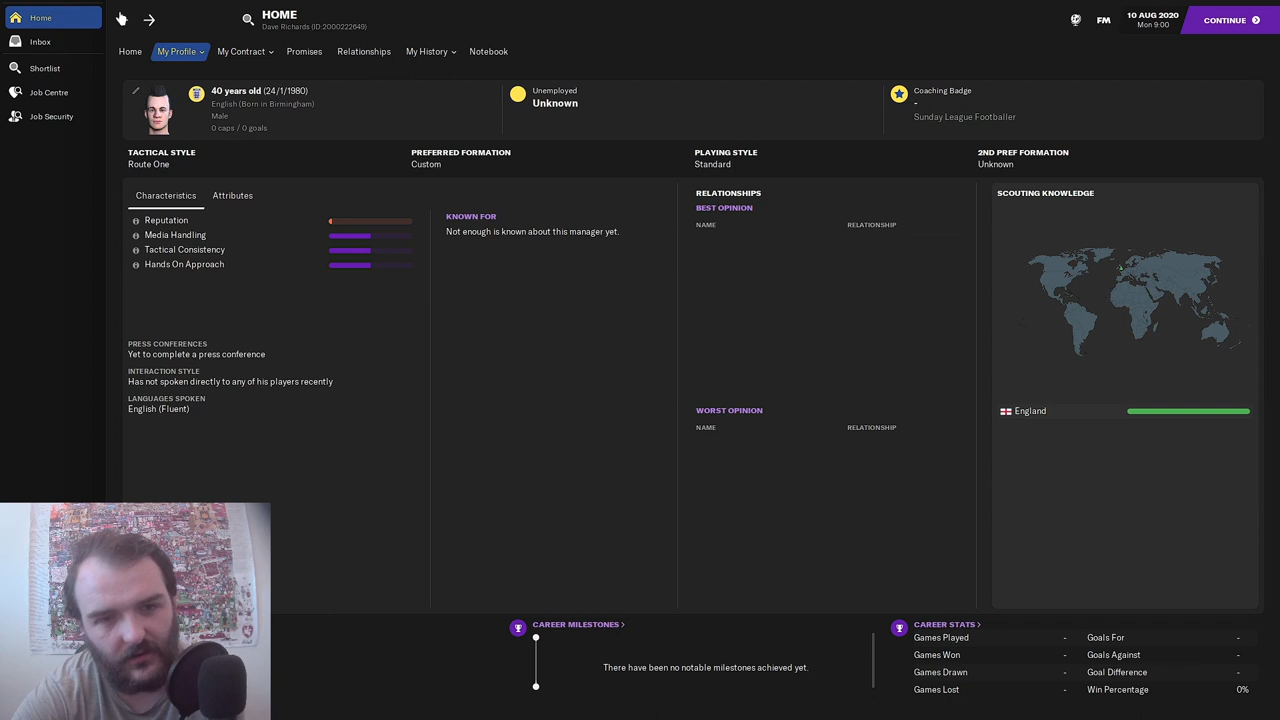 Home
HOME
Dave Richards (ID:2000222649)
FM
10 AUG 2020
Mon 9:00
CONTINUE
Inbox
Shortlist
Job Centre
Job Security
Home
My Profile
My Contract
Promises
Relationships
My History
Notebook
40 years old (24/1/1980)
English (Born in Birmingham)
Male
0 caps / 0 goals
Unemployed
Unknown
Coaching Badge
-
Sunday League Footballer
TACTICAL STYLE
Route One
PREFERRED FORMATION
Custom
PLAYING STYLE
Standard
2ND PREF FORMATION
Unknown
Characteristics
Attributes
Reputation
Media Handling
Tactical Consistency
Hands On Approach
PRESS CONFERENCES
Yet to complete a press conference
INTERACTION STYLE
Has not spoken directly to any of his players recently
LANGUAGES SPOKEN
English (Fluent)
KNOWN FOR
Not enough is known about this manager yet.
RELATIONSHIPS
BEST OPINION
NAME RELATIONSHIP
WORST OPINION
NAME RELATIONSHIP
SCOUTING KNOWLEDGE
England
CAREER MILESTONES >
There have been no notable milestones achieved yet.
CAREER STATS >
Games Played - Goals For -
Games Won - Goals Against -
Games Drawn - Goal Difference -
Games Lost - Win Percentage 0%